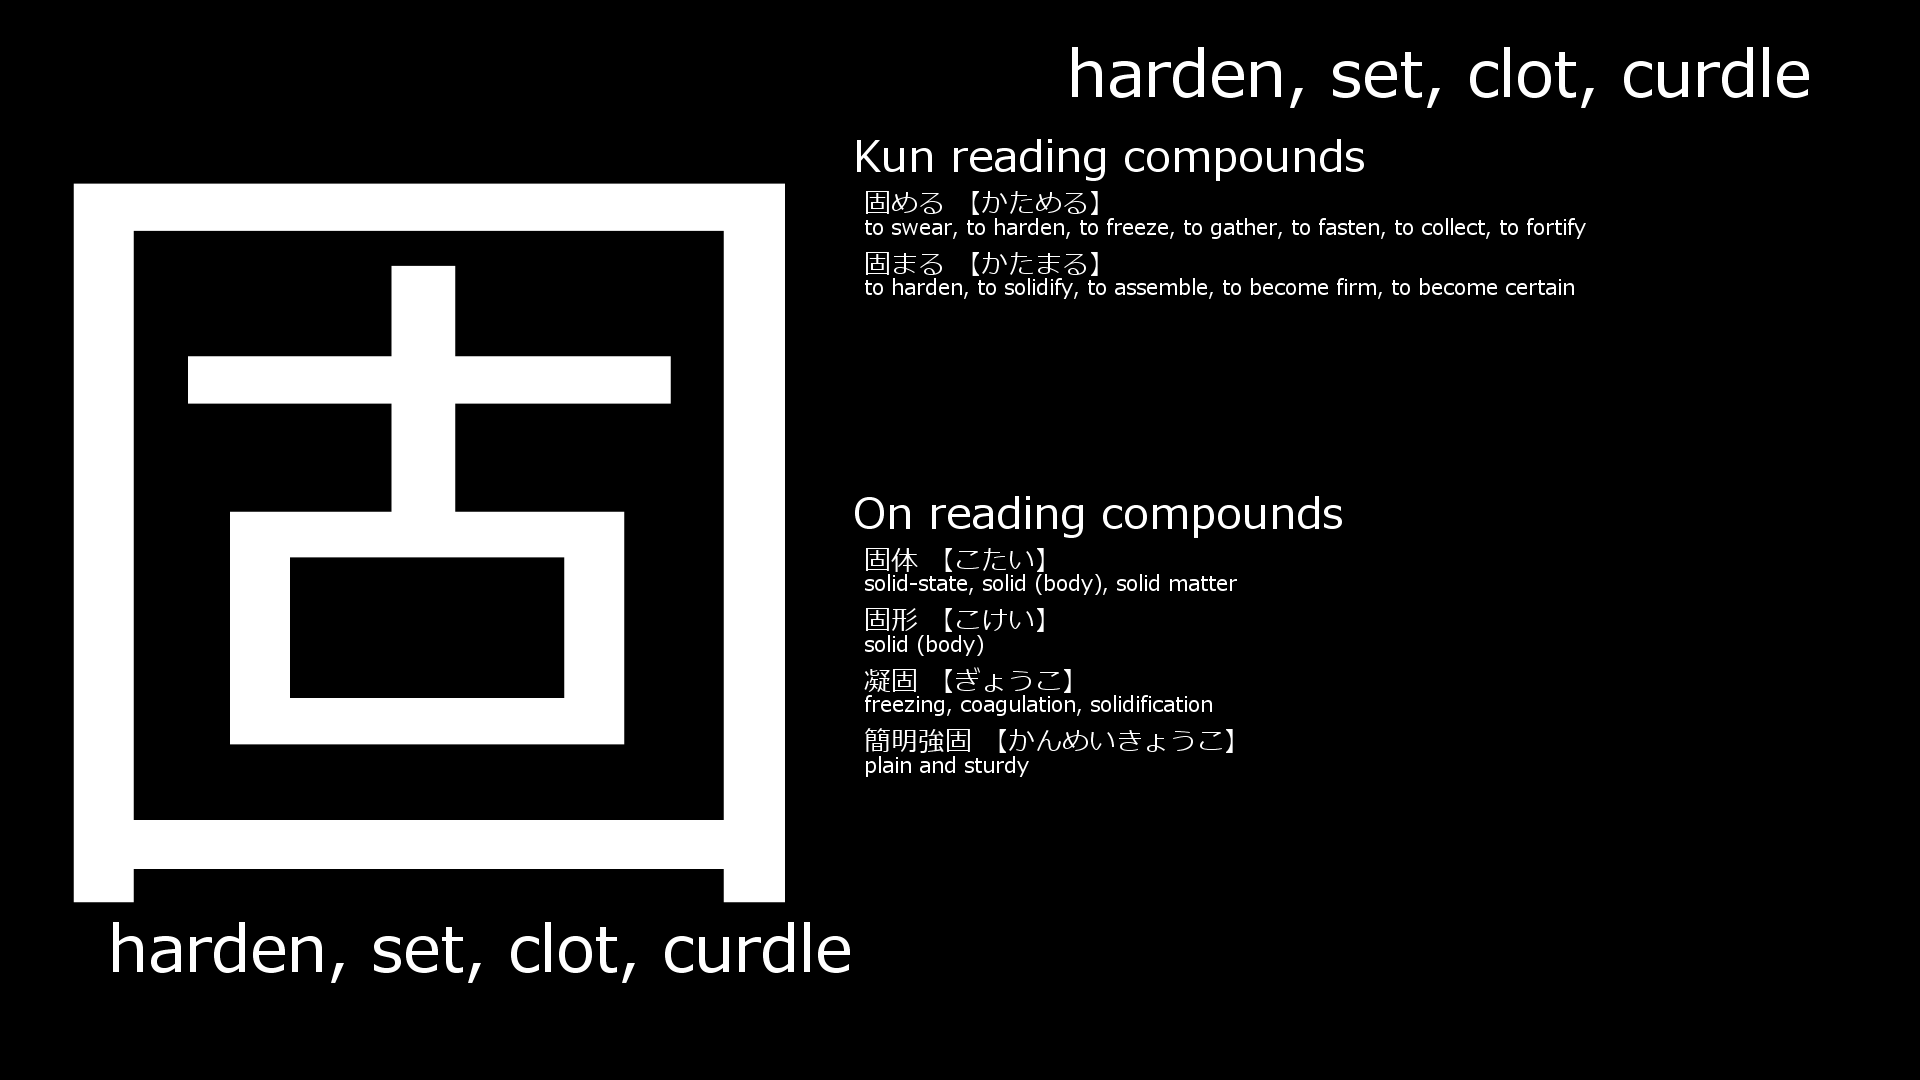 固
harden, set, clot, curdle
harden, set, clot, curdle
Kun reading compounds
固める 【かためる】
to swear, to harden, to freeze, to gather, to fasten, to collect, to fortify
固まる 【かたまる】
to harden, to solidify, to assemble, to become firm, to become certain
On reading compounds
固体 【こたい】
solid-state, solid (body), solid matter
固形 【こけい】
solid (body)
凝固 【ぎょうこ】
freezing, coagulation, solidification
簡明強固 【かんめいきょうこ】
plain and sturdy